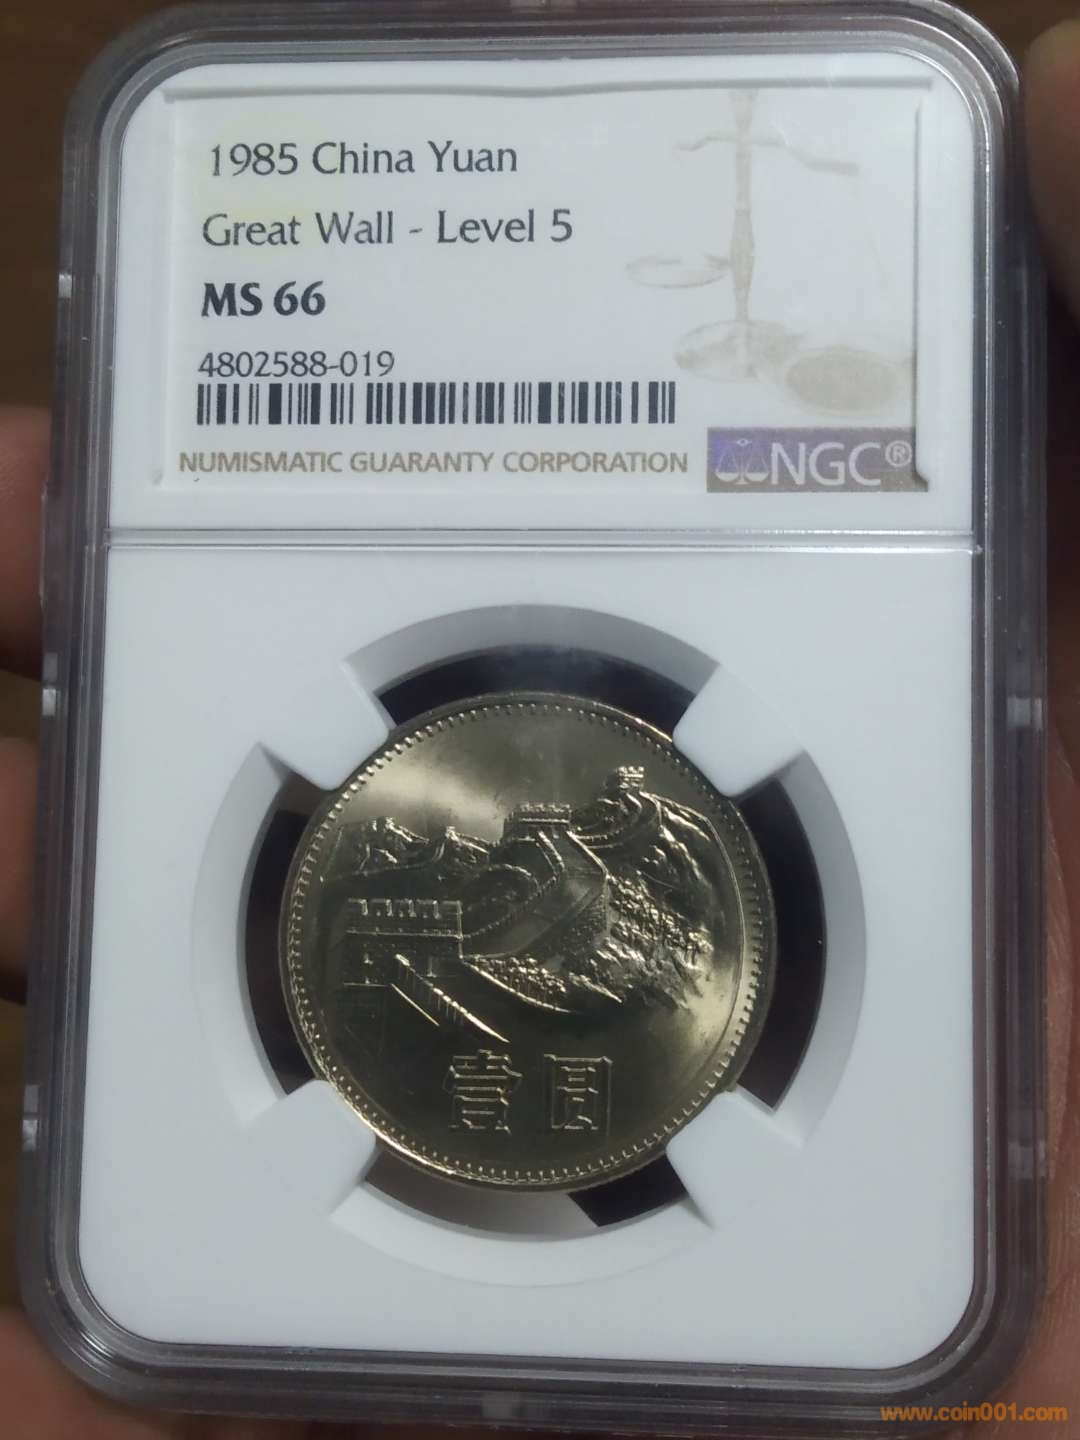 1985 China Yuan
Great Wall - Level 5
MS 66
4802588-019
NUMISMATIC GUARANTY CORPORATION NGC®
壹圆
www.coin001.com